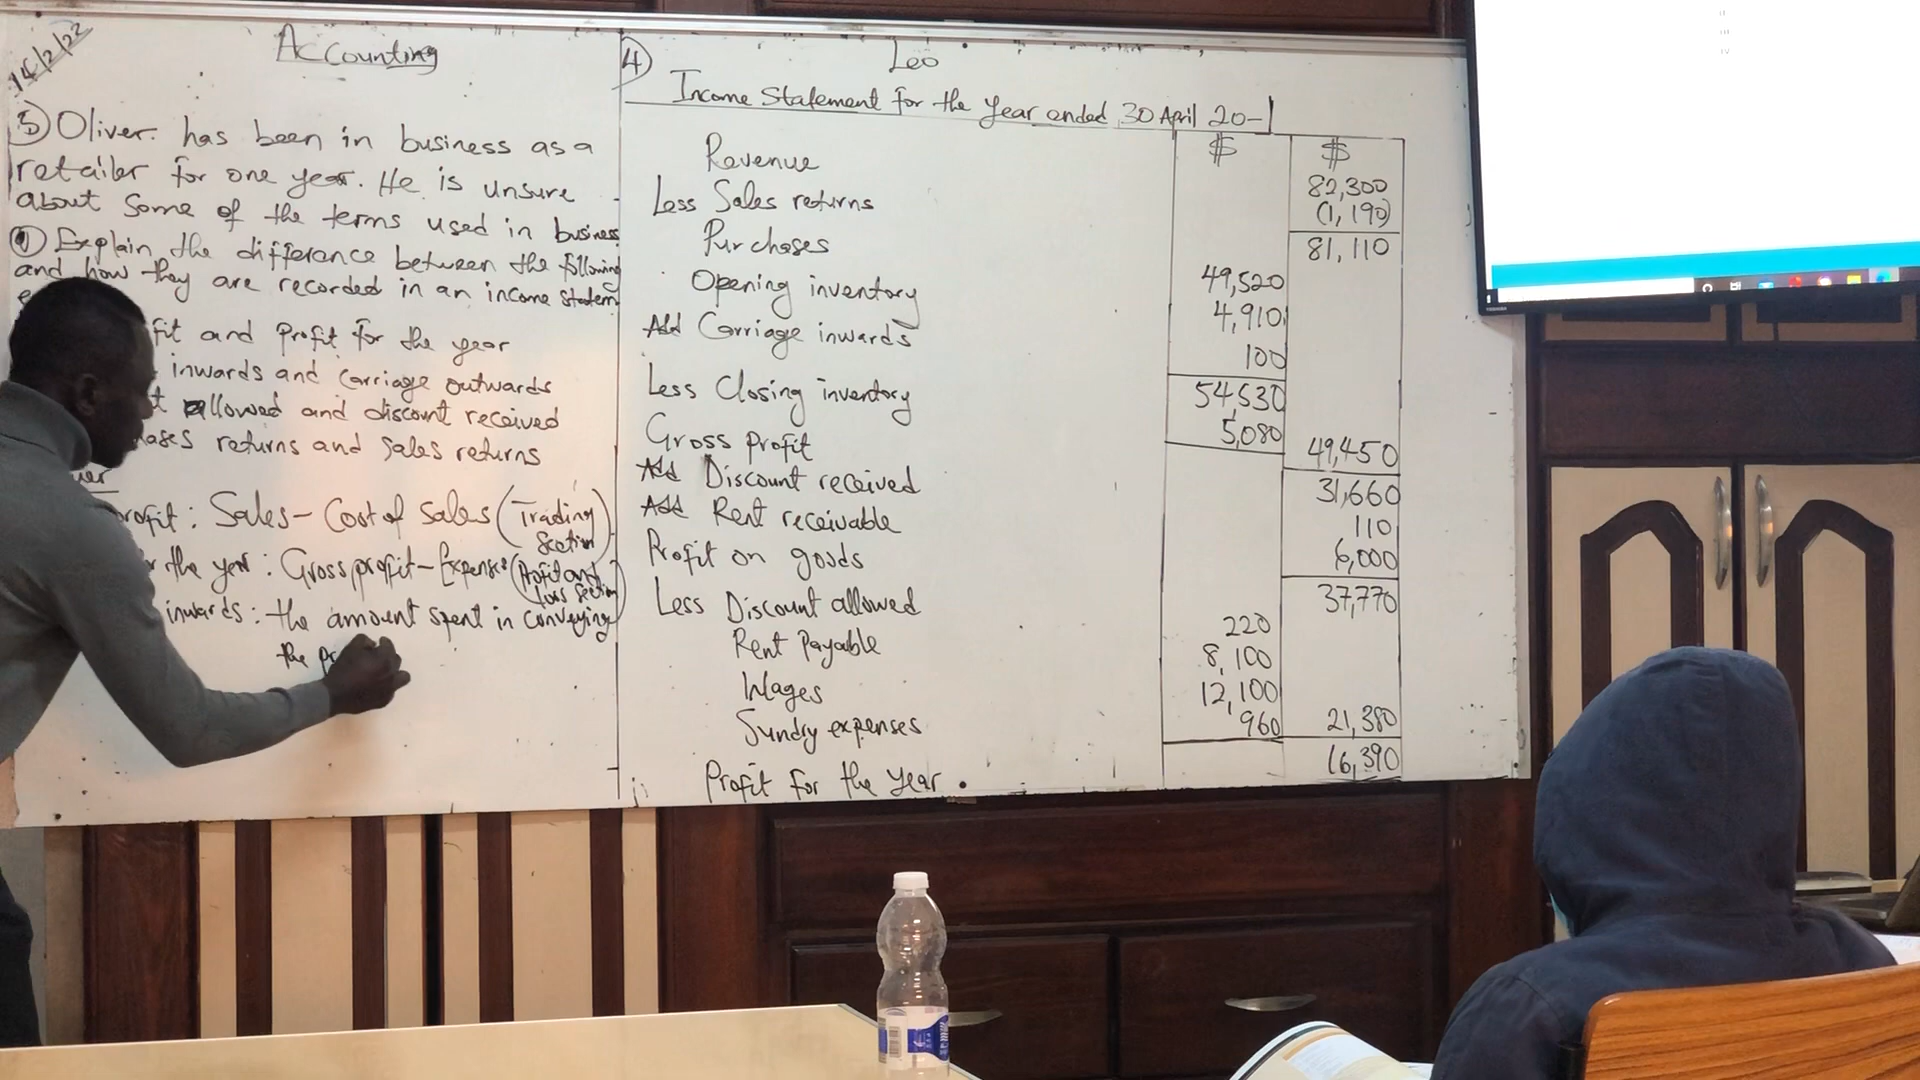 14/2/22
Accounting
5) Oliver has been in business as a
retailer for one year. He is unsure
about some of the terms used in business
Explain the difference between the following
and how they are recorded in an income statem
fit and Profit for the year
inwards and Carriage outwards
t allowed and discount received
hases returns and Sales returns
wer
profit: Sales - Cost of Sales (Trading
Section)
r the year: Gross profit - Expenses (Profit and
loss section)
inwards: the amount spent in conveying
the pr
4)
Leo
Income Statement for the year ended 30 April 20-1
$ $
Revenue 82,300
Less Sales returns (1,190)
Purchases 81,110
Opening inventory 49,520
Add Carriage inwards 4,910
100
Less Closing inventory 54,530
Gross profit 5,080 49,450
Add Discount received 31,660
Add Rent receivable 110
Profit on goods 6,000
Less Discount allowed 37,770
220
Rent Payable 8,100
Wages 12,100
Sundry expenses 960 21,380
Profit for the year. 16,390